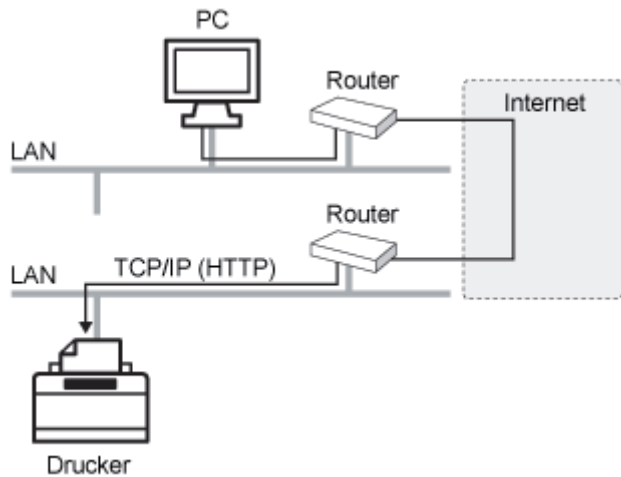 PC
Router
Internet
LAN
Router
LAN
TCP/IP (HTTP)
Drucker